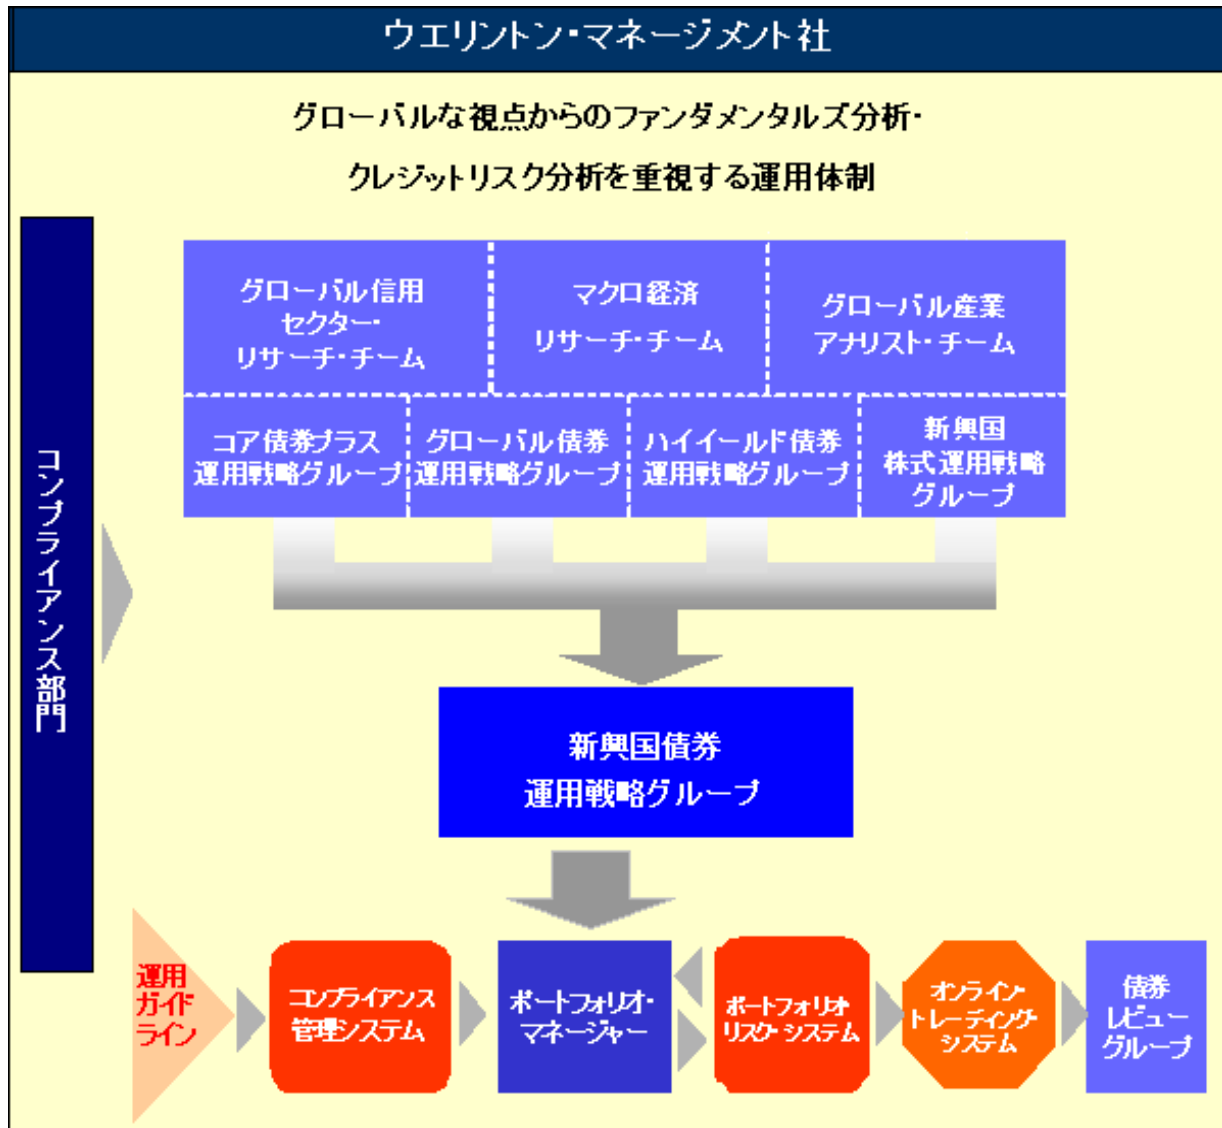 ウエリントン・マネージメント社
グローバルな視点からのファンダメンタルズ分析・
クレジットリスク分析を重視する運用体制
コンプライアンス部門
グローバル信用
セクター・
リサーチ・チーム
マクロ経済
リサーチ・チーム
グローバル産業
アナリスト・チーム
コア債券プラス
運用戦略グループ
グローバル債券
運用戦略グループ
ハイイールド債券
運用戦略グループ
新興国
株式運用戦略
グループ
新興国債券
運用戦略グループ
運用
ガイド
ライン
コンプライアンス
管理システム
ポートフォリオ・
マネージャー
ポートフォリオ・
リスク・システム
オンライン・
トレーディング・
システム
債券
レビュー
グループ